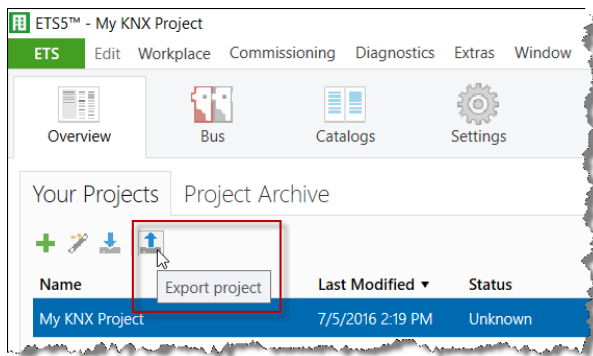 ETS5™ - My KNX Project
ETS Edit Workplace Commissioning Diagnostics Extras Window
Overview Bus Catalogs Settings
Your Projects Project Archive
Export project
Name Last Modified ▼ Status
My KNX Project 7/5/2016 2:19 PM Unknown